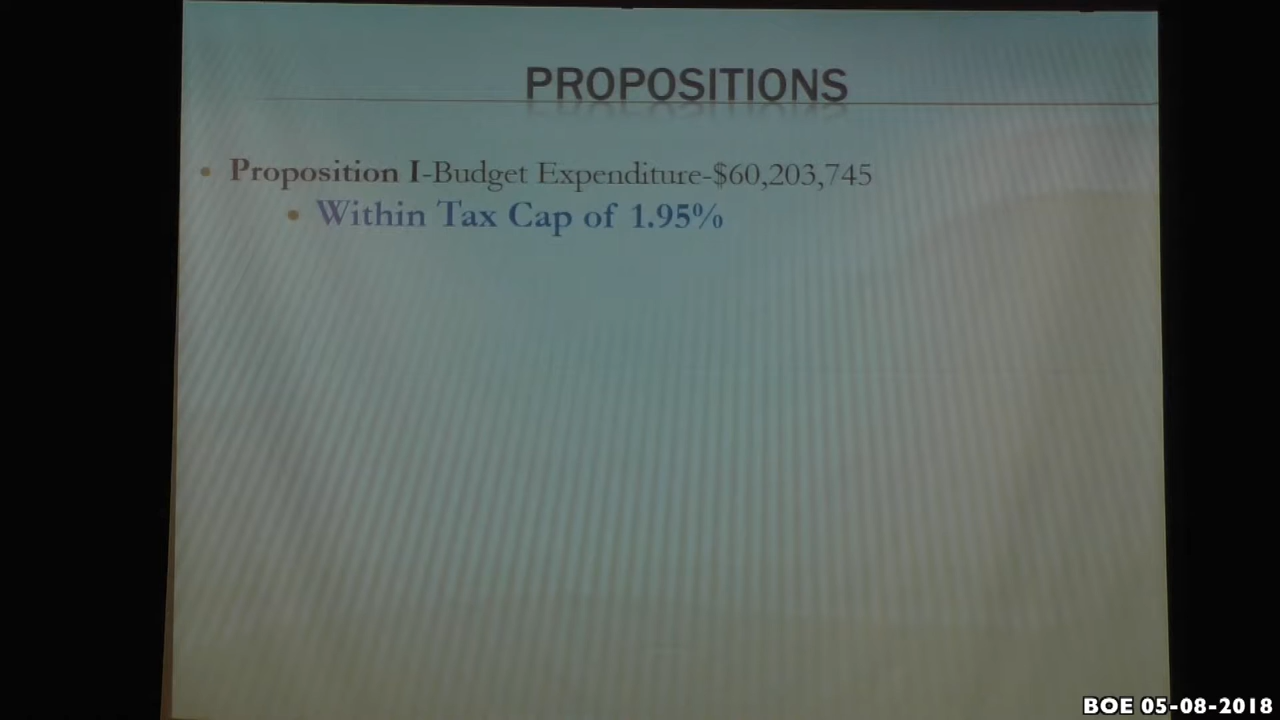 PROPOSITIONS
• Proposition I-Budget Expenditure-$60,203,745
• Within Tax Cap of 1.95%
BOE 05-08-2018